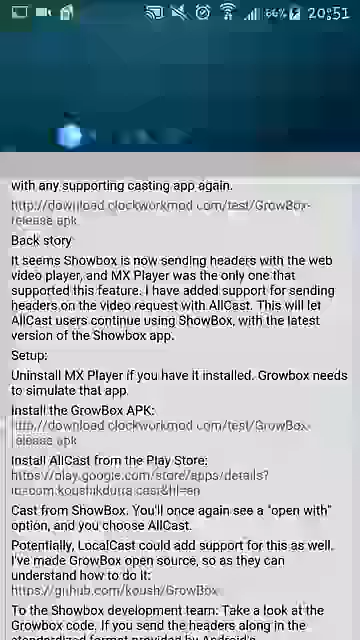 66% 20:51
with any supporting casting app again.
http://download.clockworkmod.com/test/GrowBox-
release.apk
Back story
It seems Showbox is now sending headers with the web
video player, and MX Player was the only one that
supported this feature. I have added support for sending
headers on the video request with AllCast. This will let
AllCast users continue using ShowBox, with the latest
version of the Showbox app.
Setup:
Uninstall MX Player if you have it installed. Growbox needs
to simulate that app.
Install the GrowBox APK:
http://download.clockworkmod.com/test/GrowBox-
release.apk
Install AllCast from the Play Store:
https://play.google.com/store/apps/details?
id=com.koushikdutta.cast&hl=en
Cast from ShowBox. You'll once again see a "open with"
option, and you choose AllCast.
Potentially, LocalCast could add support for this as well.
I've made GrowBox open source, so as they can
understand how to do it:
https://github.com/koush/GrowBox
To the Showbox development team: Take a look at the
Growbox code. If you send the headers along in the
standardized format provided by Android's